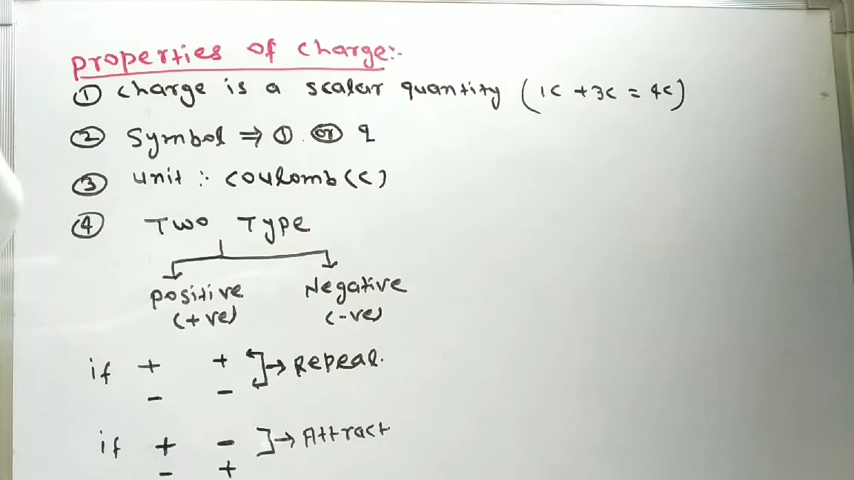 properties of charge:-
① charge is a scalar quantity (1C + 3C = 4C)
② Symbol ⇒ Q or q
③ unit :- coulomb (C)
④ Two Type
positive Negative
(+ve) (-ve)
if + + ]→ Repeal.
- -
if + - ]→ Attract
- +